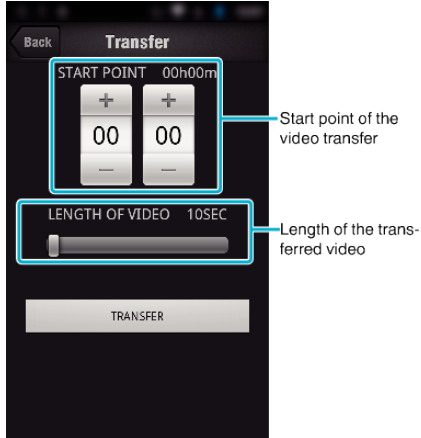 Back
Transfer
START POINT 00h00m
+ +
00 00
— —
Start point of the
video transfer
LENGTH OF VIDEO 10SEC
Length of the trans-
ferred video
TRANSFER